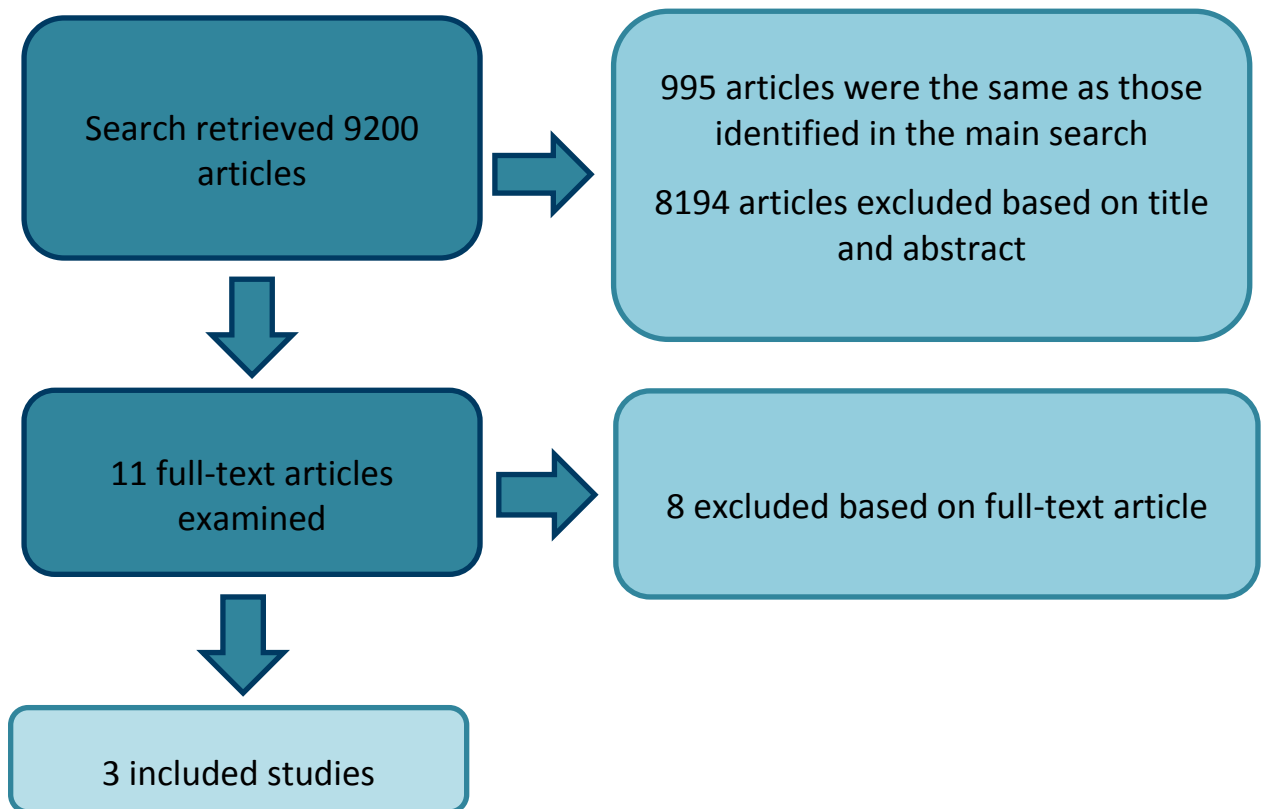 Search retrieved 9200
articles
995 articles were the same as those
identified in the main search
8194 articles excluded based on title
and abstract
11 full-text articles
examined
8 excluded based on full-text article
3 included studies